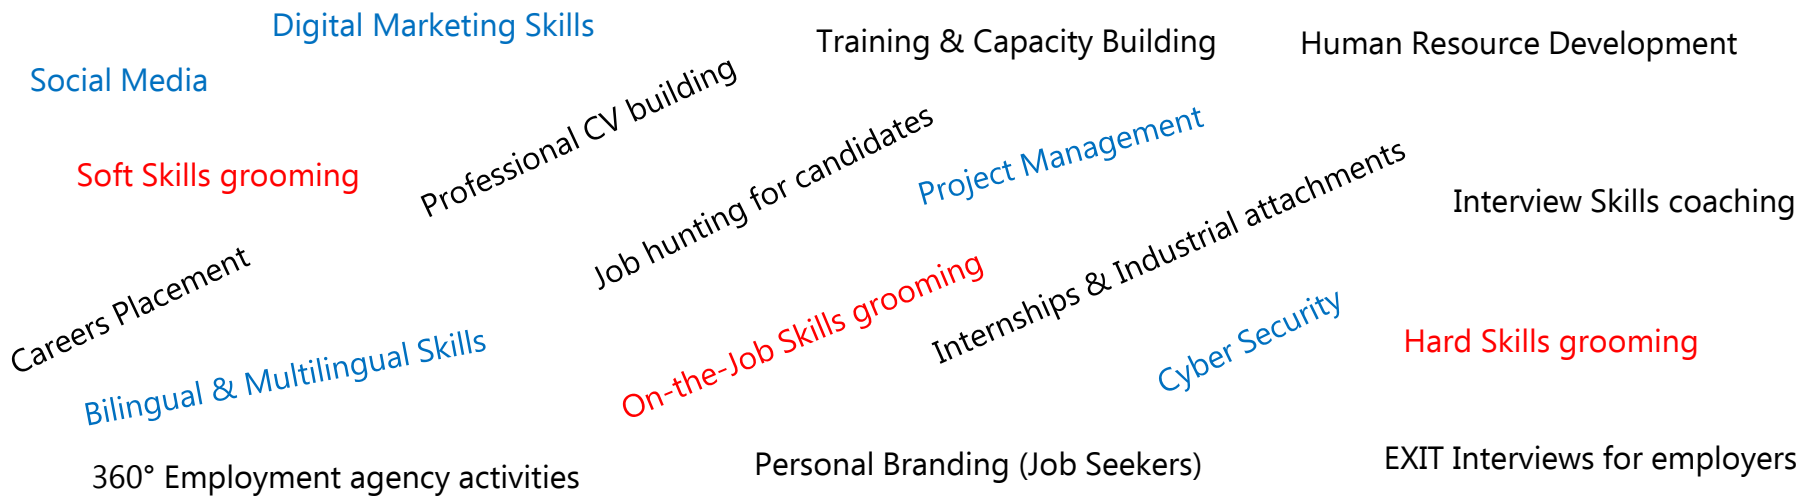 Digital Marketing Skills
Training & Capacity Building
Human Resource Development
Social Media
Professional CV building
Job hunting for candidates
Project Management
Soft Skills grooming
Internships & Industrial attachments
Interview Skills coaching
Careers Placement
On-the-Job Skills grooming
Cyber Security
Hard Skills grooming
Bilingual & Multilingual Skills
360° Employment agency activities
Personal Branding (Job Seekers)
EXIT Interviews for employers